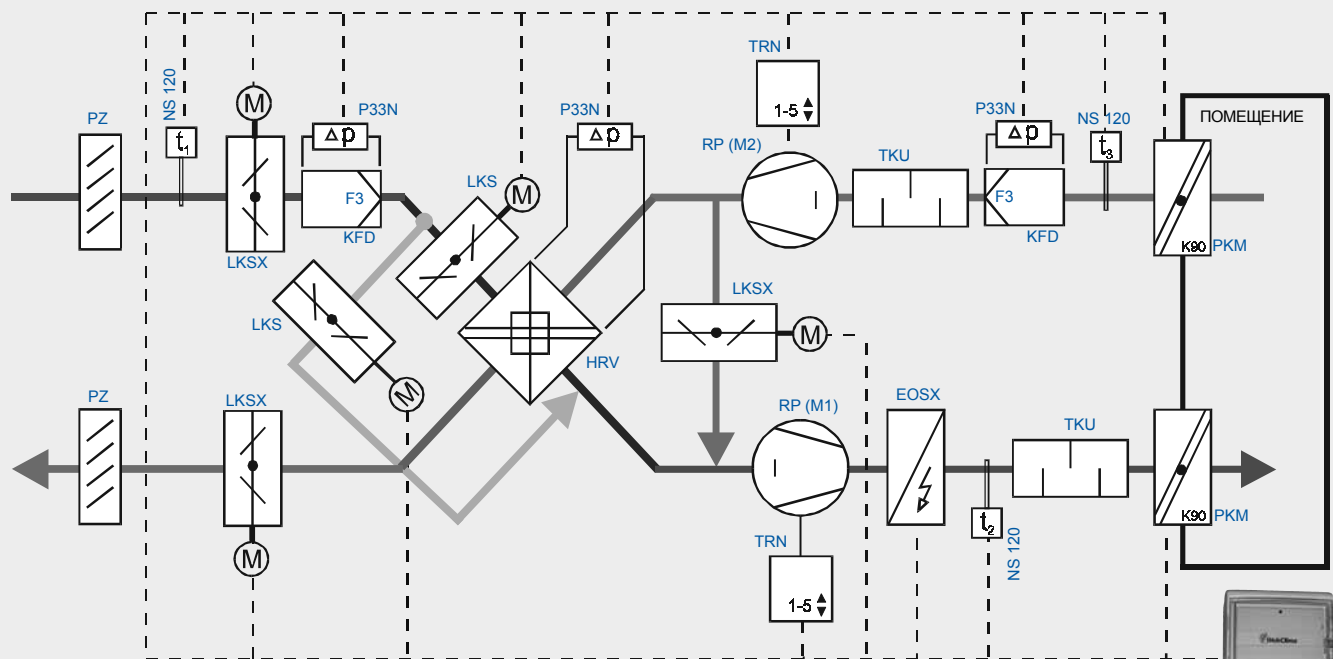 TRN
NS 120
M
P33N
P33N
P33N
NS 120
ПОМЕЩЕНИЕ
PZ
t1
Δp
Δp
1-5
RP (M2)
Δp
t3
TKU
LKS
M
F3
F3
KFD
KFD
LKSX
K90
PKM
LKS
LKSX
M
HRV
M
PZ
LKSX
RP (M1)
EOSX
TKU
t2
K90
PKM
M
TRN
NS 120
1-5